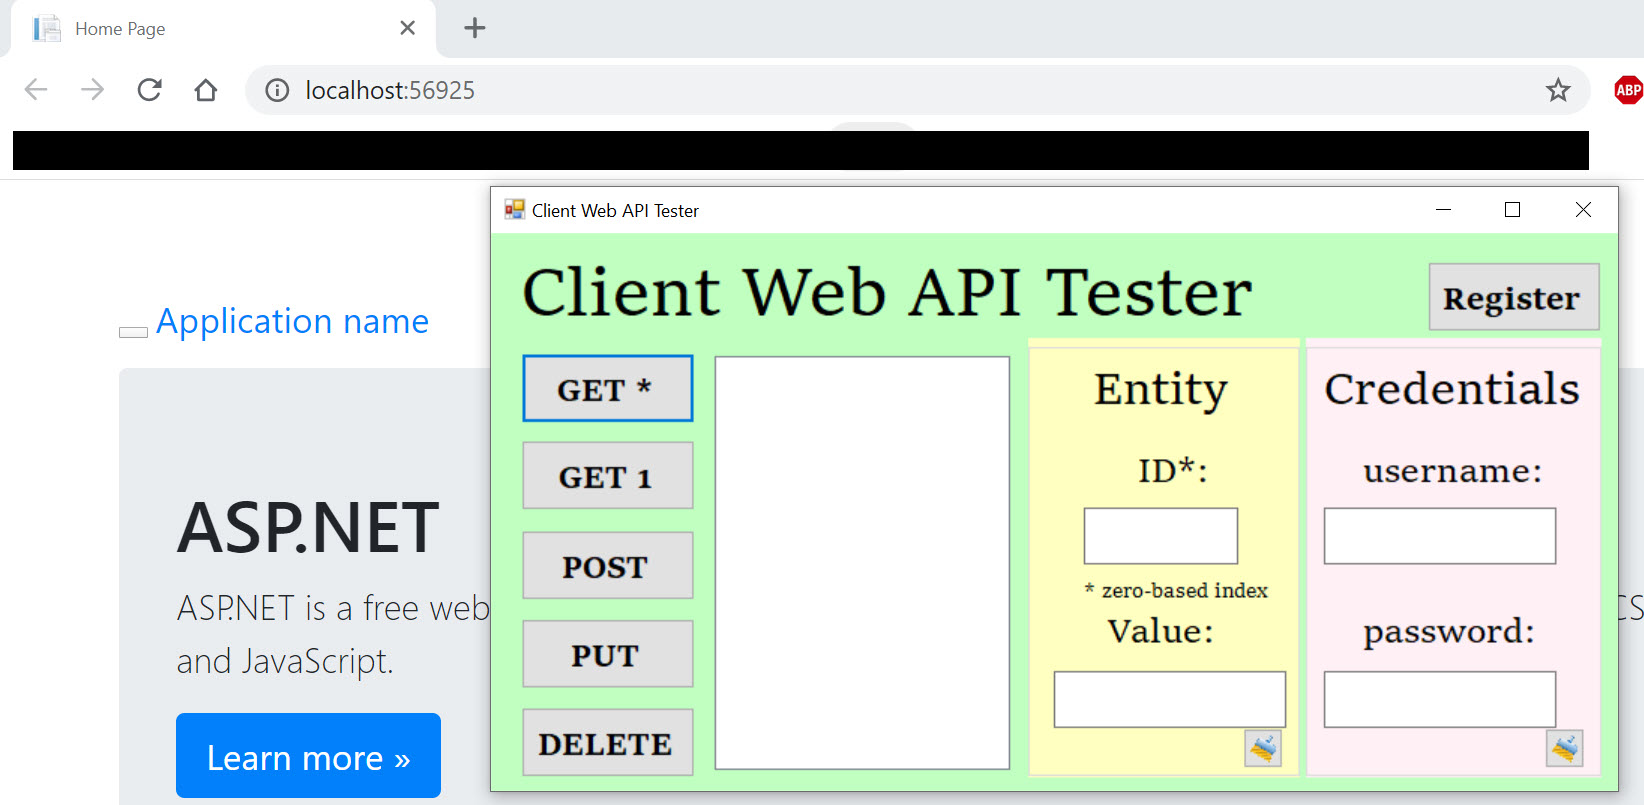 Home Page
localhost:56925
ABP
Client Web API Tester
Client Web API Tester
Register
Application name
GET *
GET 1
POST
PUT
DELETE
Entity
ID*:
* zero-based index
Value:
Credentials
username:
password:
ASP.NET
ASP.NET is a free web
CS
and JavaScript.
Learn more »